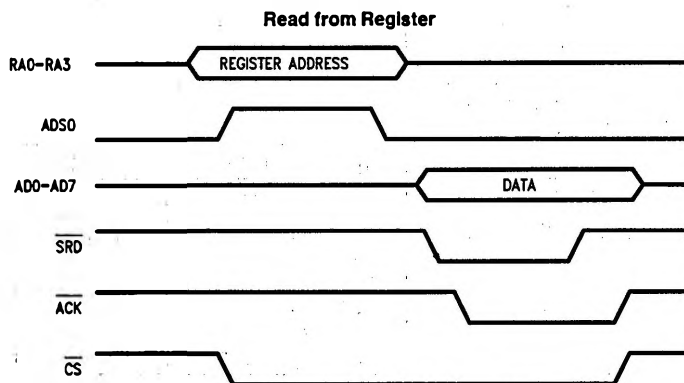 Read from Register
RA0-RA3
REGISTER ADDRESS
ADS0
AD0-AD7
DATA
SRD
ACK
CS